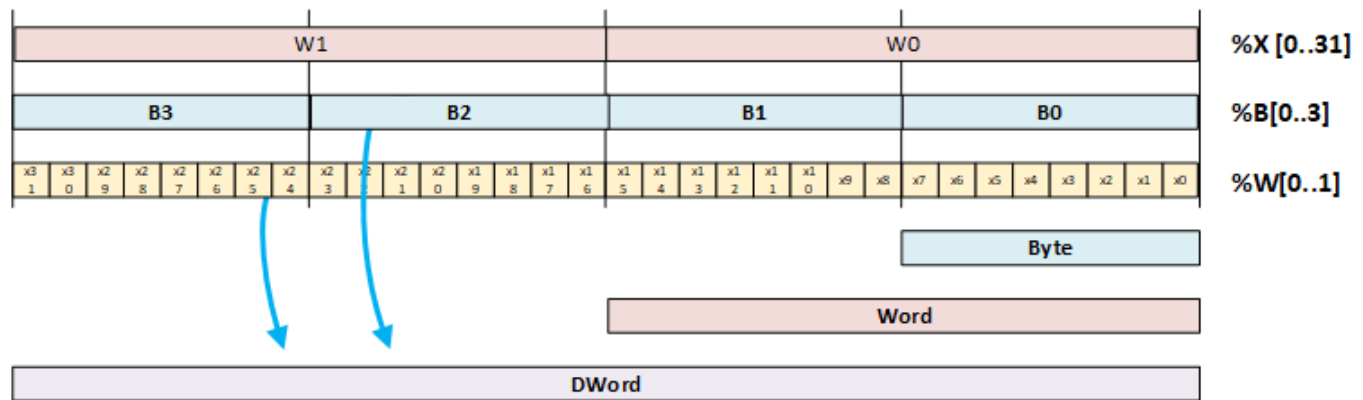 W1 W0 %X [0..31]
B3 B2 B1 B0 %B[0..3]
x31 x30 x29 x28 x27 x26 x25 x24 x23 x22 x21 x20 x19 x18 x17 x16 x15 x14 x13 x12 x11 x10 x9 x8 x7 x6 x5 x4 x3 x2 x1 x0 %W[0..1]
Byte
Word
DWord